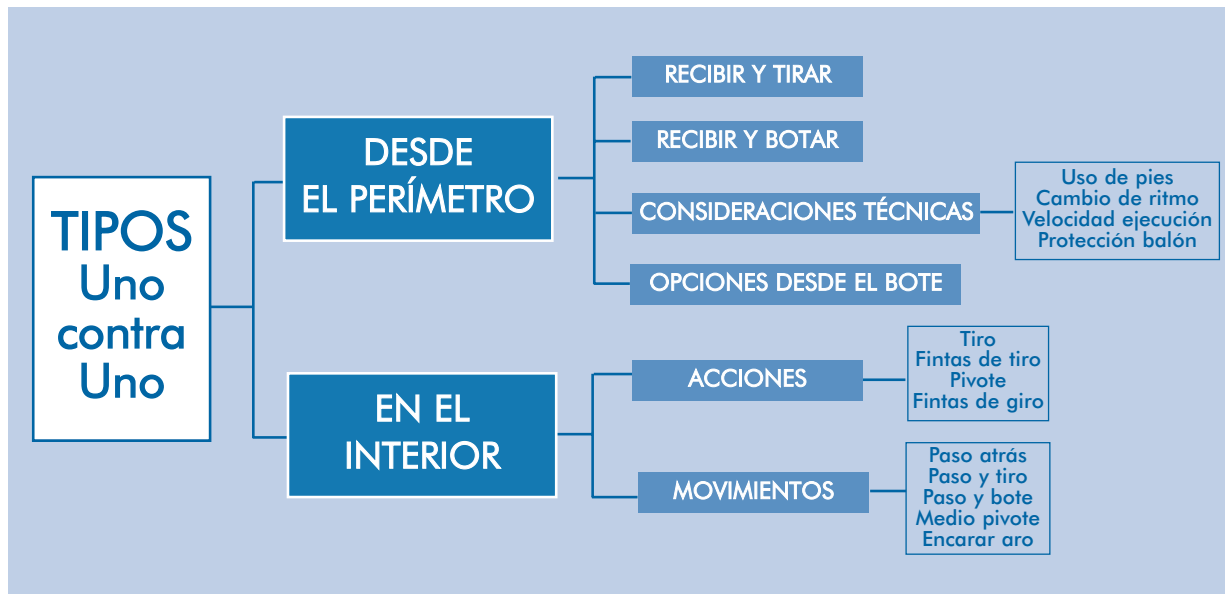 TIPOS
Uno
contra
Uno
DESDE
EL PERÍMETRO
RECIBIR Y TIRAR
RECIBIR Y BOTAR
CONSIDERACIONES TÉCNICAS
Uso de pies
Cambio de ritmo
Velocidad ejecución
Protección balón
OPCIONES DESDE EL BOTE
EN EL
INTERIOR
ACCIONES
Tiro
Fintas de tiro
Pivote
Fintas de giro
MOVIMIENTOS
Paso atrás
Paso y tiro
Paso y bote
Medio pivote
Encarar aro